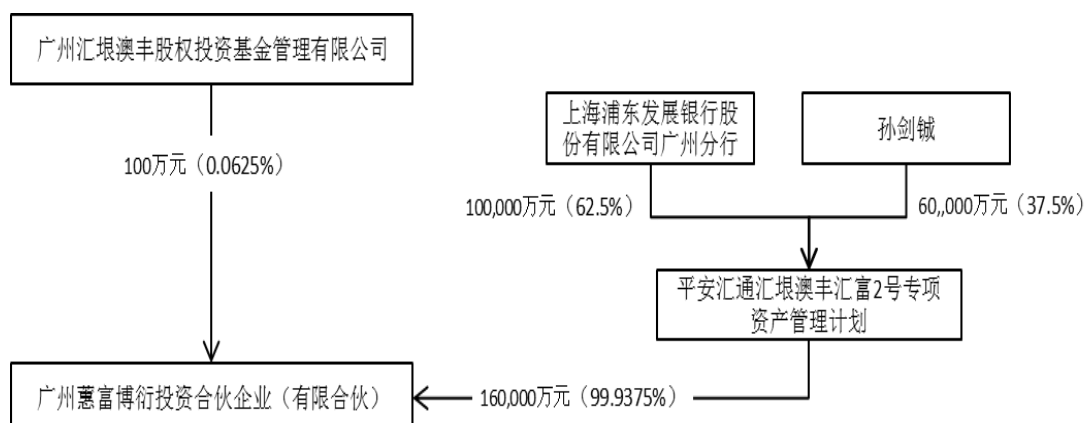 广州汇垠澳丰股权投资基金管理有限公司
上海浦东发展银行股
份有限公司广州分行
孙剑铖
100万元（0.0625%）
100,000万元（62.5%）
60,,000万元（37.5%）
平安汇通汇垠澳丰汇富2号专项
资产管理计划
广州蕙富博衍投资合伙企业（有限合伙）
160,000万元（99.9375%）